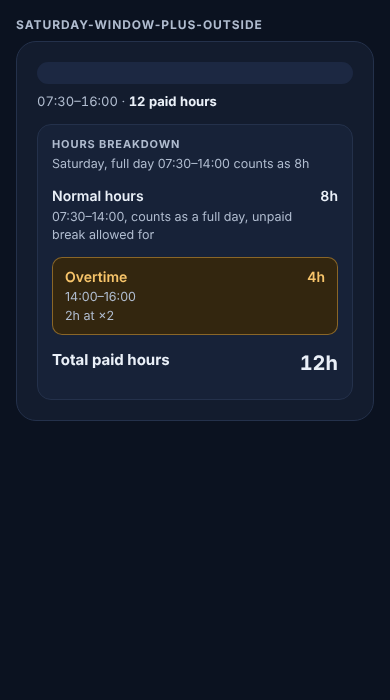 SATURDAY-WINDOW-PLUS-OUTSIDE
07:30–16:00 · 12 paid hours
HOURS BREAKDOWN
Saturday, full day 07:30–14:00 counts as 8h
Normal hours 8h
07:30–14:00, counts as a full day, unpaid
break allowed for
Overtime 4h
14:00–16:00
2h at ×2
Total paid hours 12h